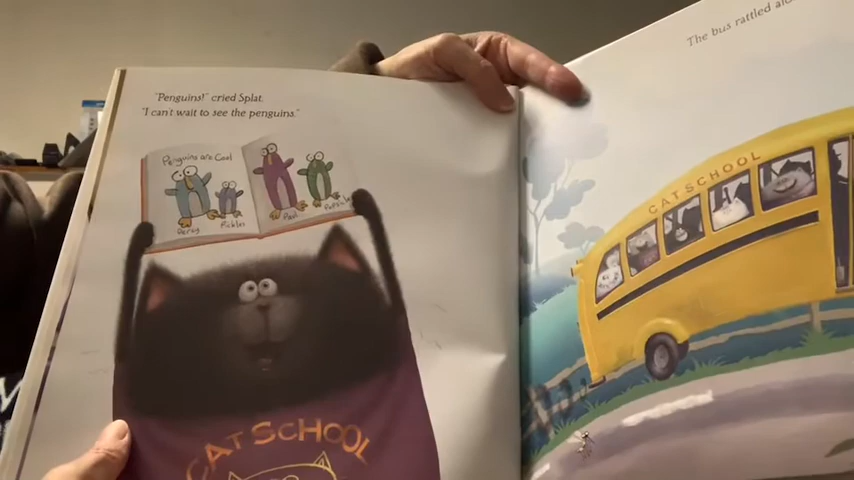 "Penguins!" cried Splat.
"I can't wait to see the penguins."
Penguins are Cool
Percy
Pickles
Paul
CAT SCHOOL
The bus rattled
CAT SCHOOL